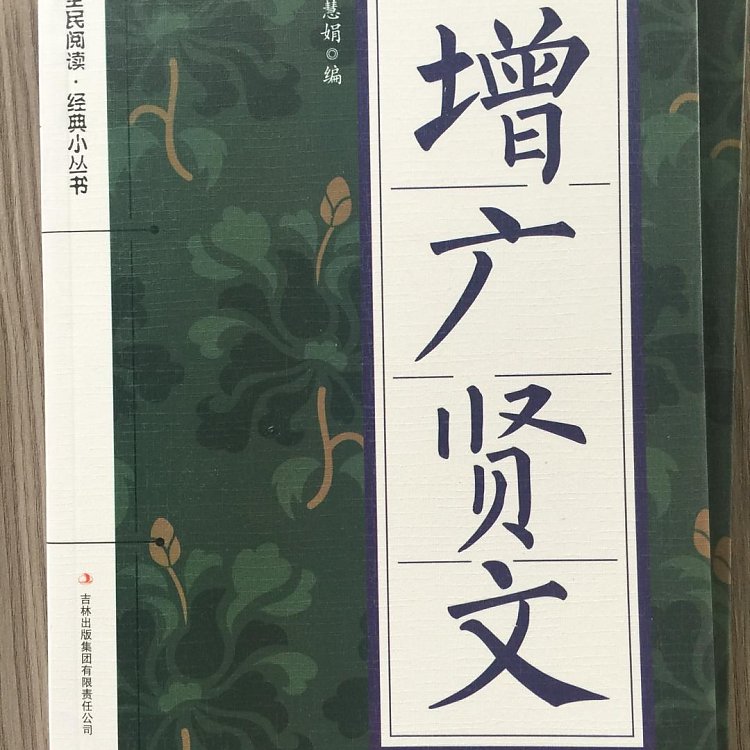 全民阅读·经典小丛书
慧娟◎编
增广贤文
吉林出版集团有限责任公司